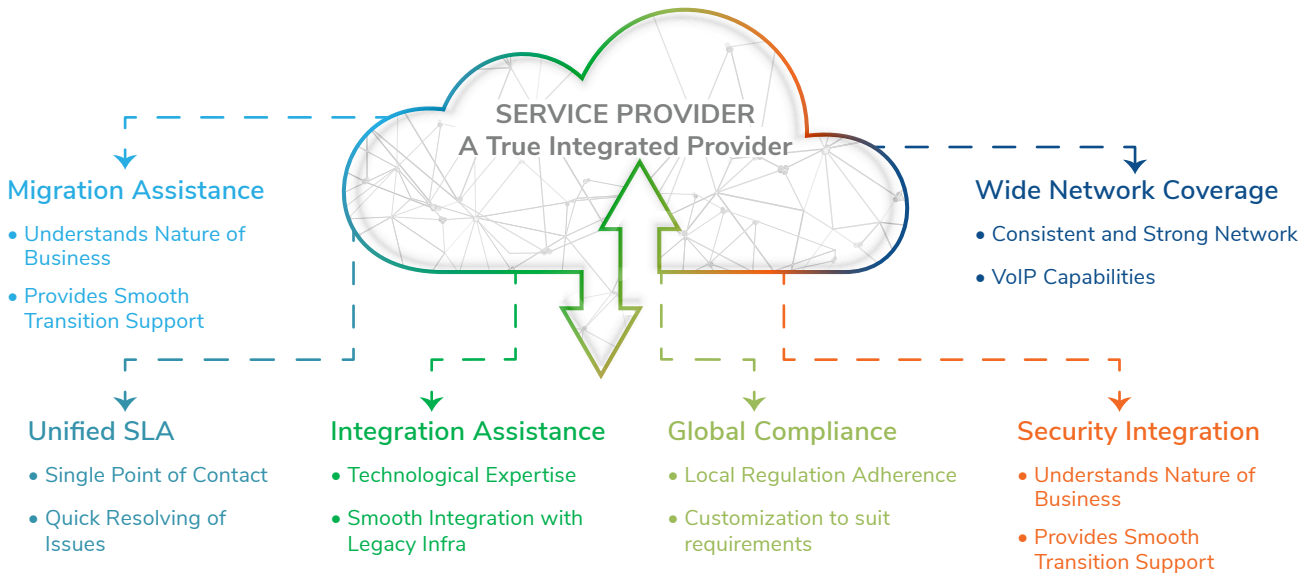 SERVICE PROVIDER
A True Integrated Provider
Migration Assistance
• Understands Nature of
Business
• Provides Smooth
Transition Support
Wide Network Coverage
• Consistent and Strong Network
• VoIP Capabilities
Unified SLA
• Single Point of Contact
• Quick Resolving of
Issues
Integration Assistance
• Technological Expertise
• Smooth Integration with
Legacy Infra
Global Compliance
• Local Regulation Adherence
• Customization to suit
requirements
Security Integration
• Understands Nature of
Business
• Provides Smooth
Transition Support